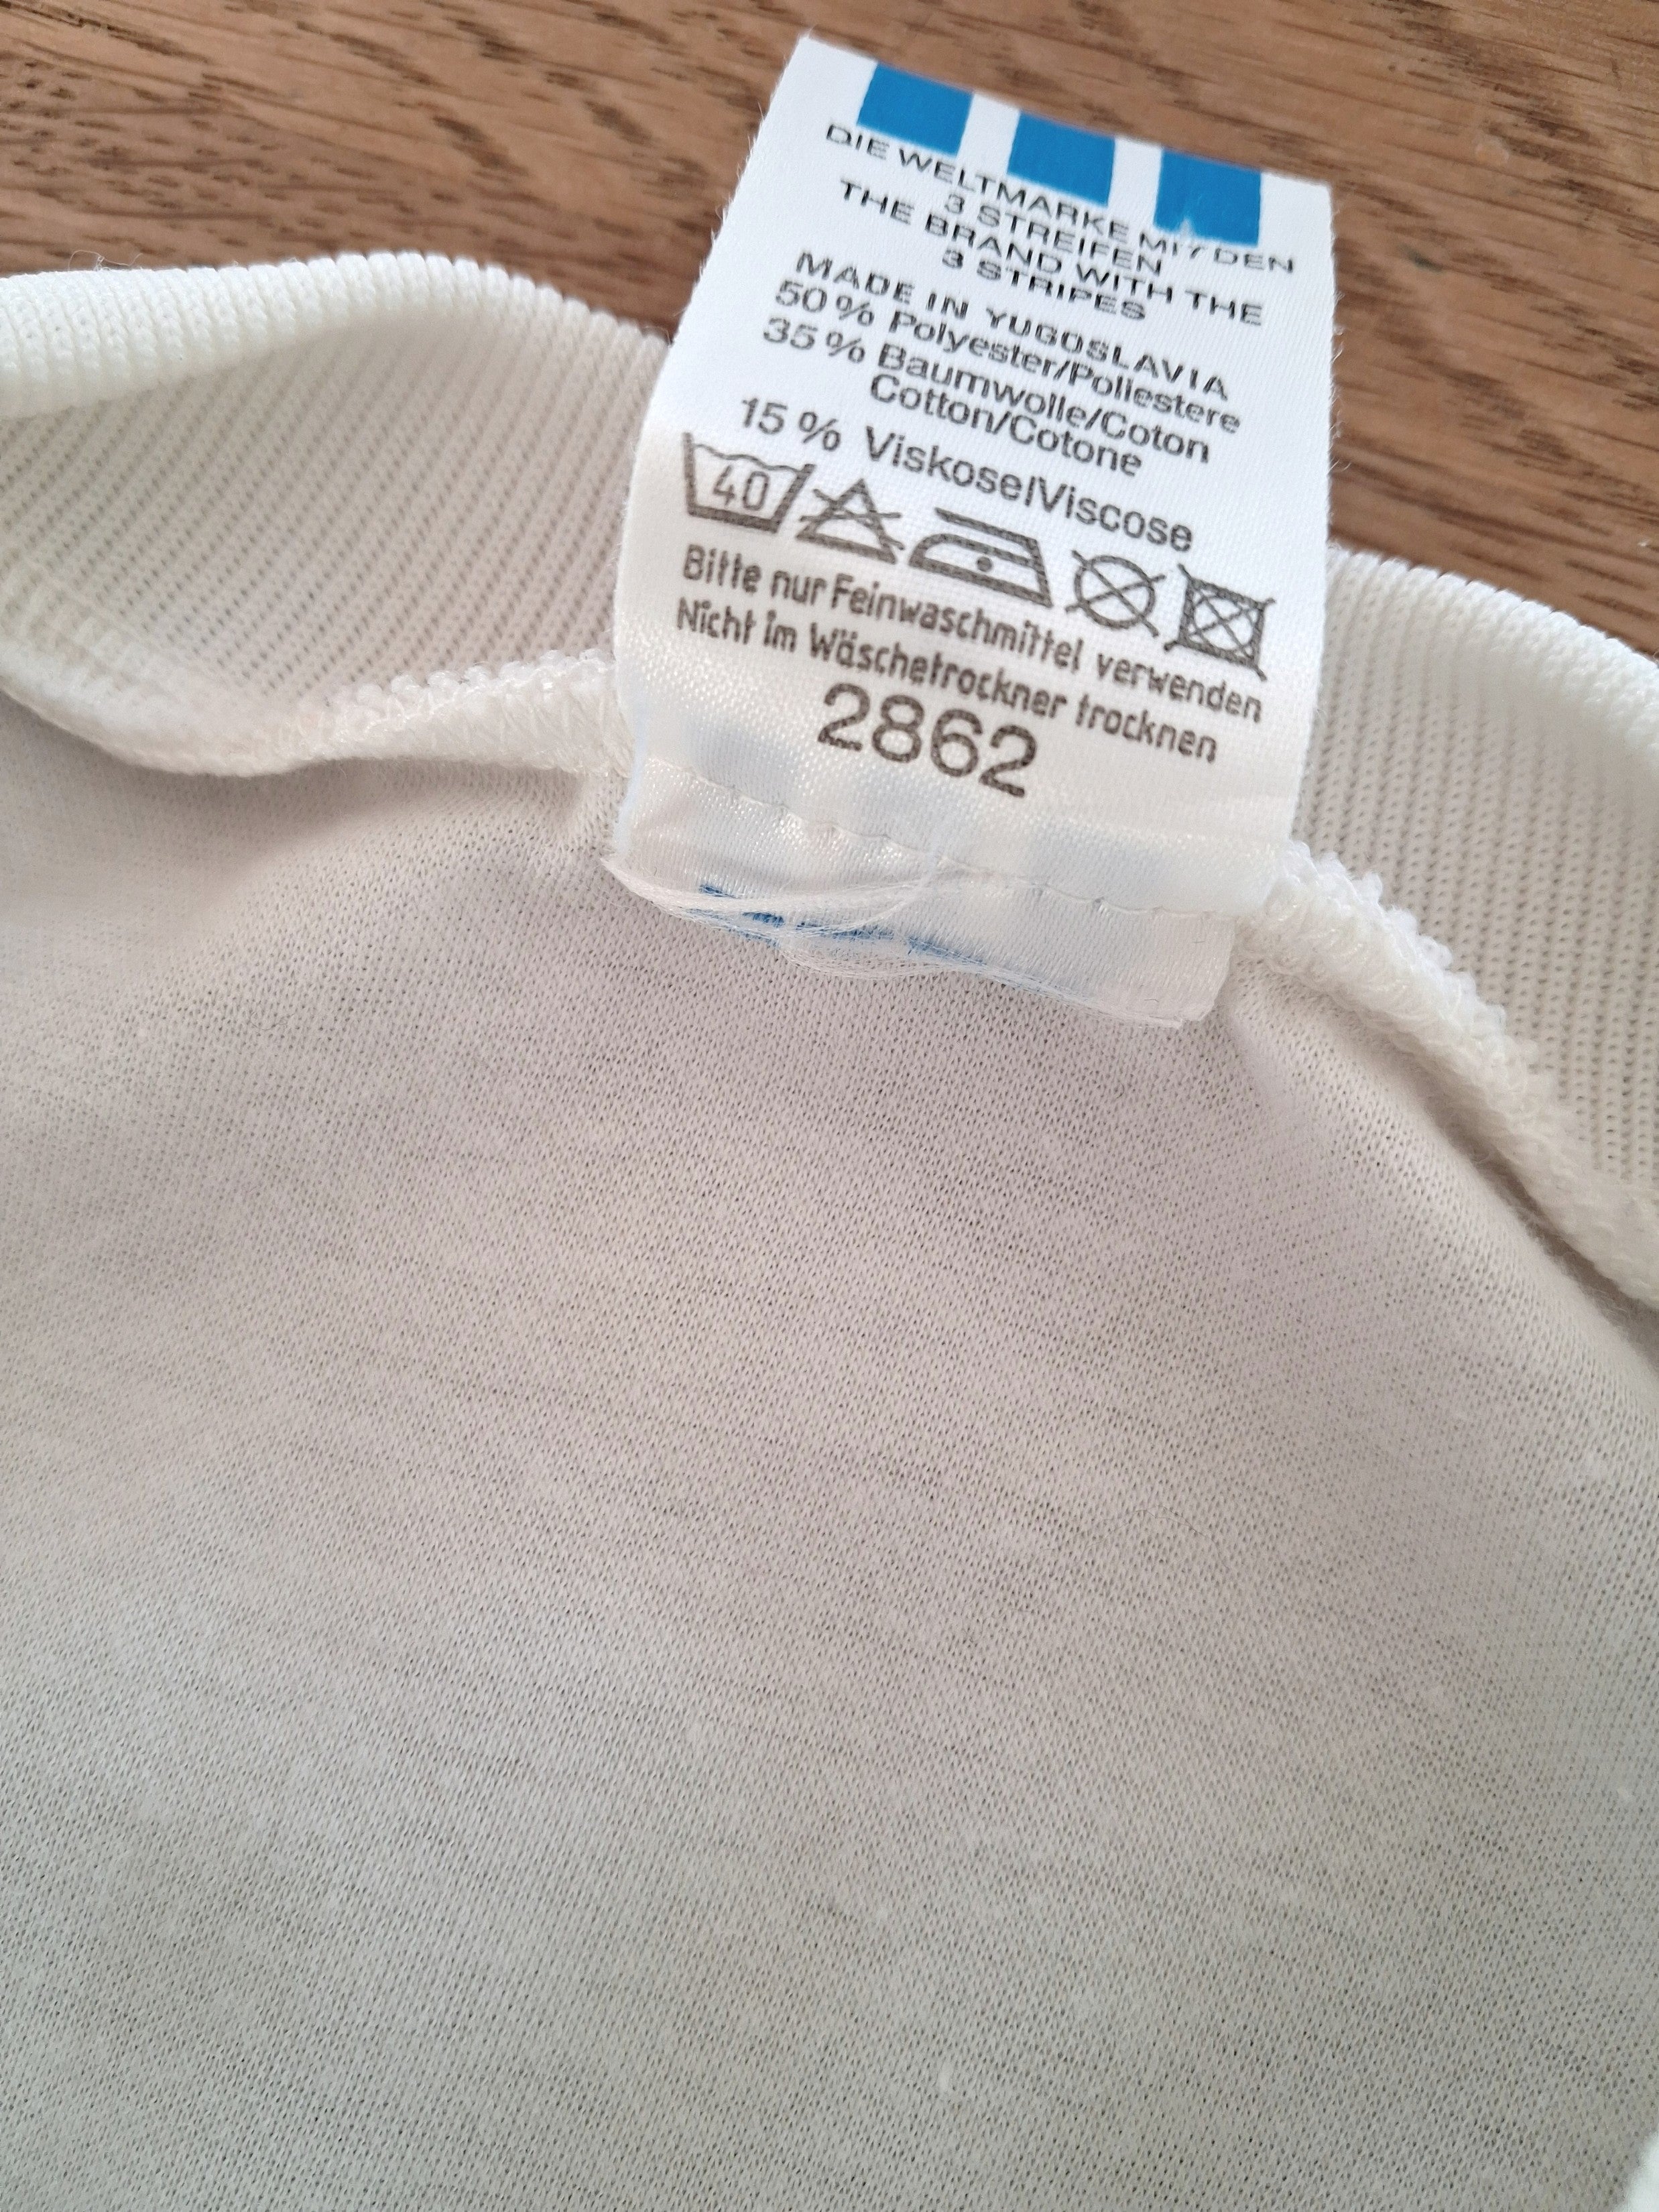 DIE WELTMARKE MIT DEN
3 STREIFEN
THE BRAND WITH THE
3 STRIPES
MADE IN YUGOSLAVIA
50% Polyester/Poliestere
35% Baumwolle/Coton
Cotton/Cotone
15% Viskose/Viscose
40
Bitte nur Feinwaschmittel verwenden
Nicht im Wäschetrockner trocknen
2862